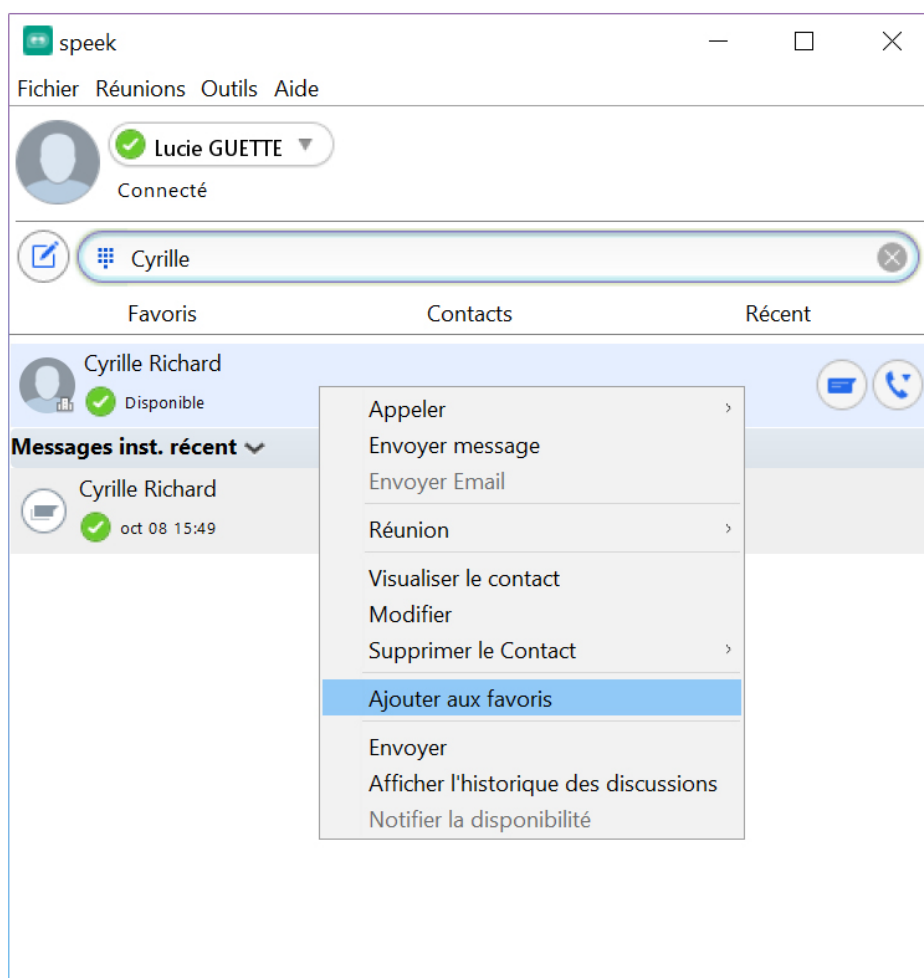 speek
Fichier Réunions Outils Aide
Lucie GUETTE
Connecté
Cyrille
Favoris Contacts Récent
Cyrille Richard
Disponible
Messages inst. récent
Cyrille Richard
oct 08 15:49
Appeler
Envoyer message
Envoyer Email
Réunion
Visualiser le contact
Modifier
Supprimer le Contact
Ajouter aux favoris
Envoyer
Afficher l'historique des discussions
Notifier la disponibilité